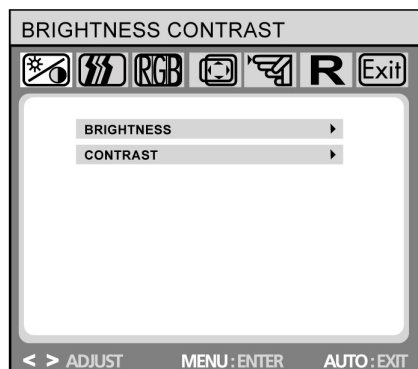 BRIGHTNESS CONTRAST
RGB R Exit
BRIGHTNESS
CONTRAST
< > ADJUST MENU : ENTER AUTO : EXIT